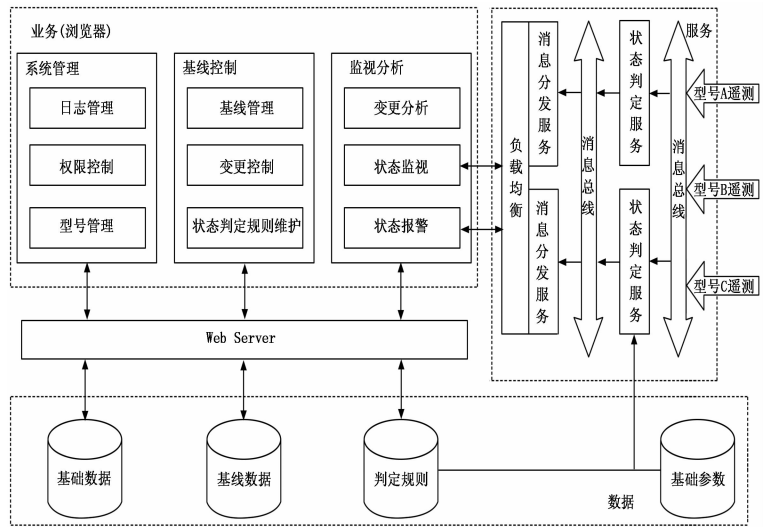 业务(浏览器)
系统管理
日志管理
权限控制
型号管理
基线控制
基线管理
变更控制
状态判定规则维护
监视分析
变更分析
状态监视
状态报警
服务
负载均衡
消息分发服务
消息分发服务
消息总线
状态判定服务
状态判定服务
消息总线
型号A遥测
型号B遥测
型号C遥测
Web Server
基础数据
基线数据
判定规则
基础参数
数据